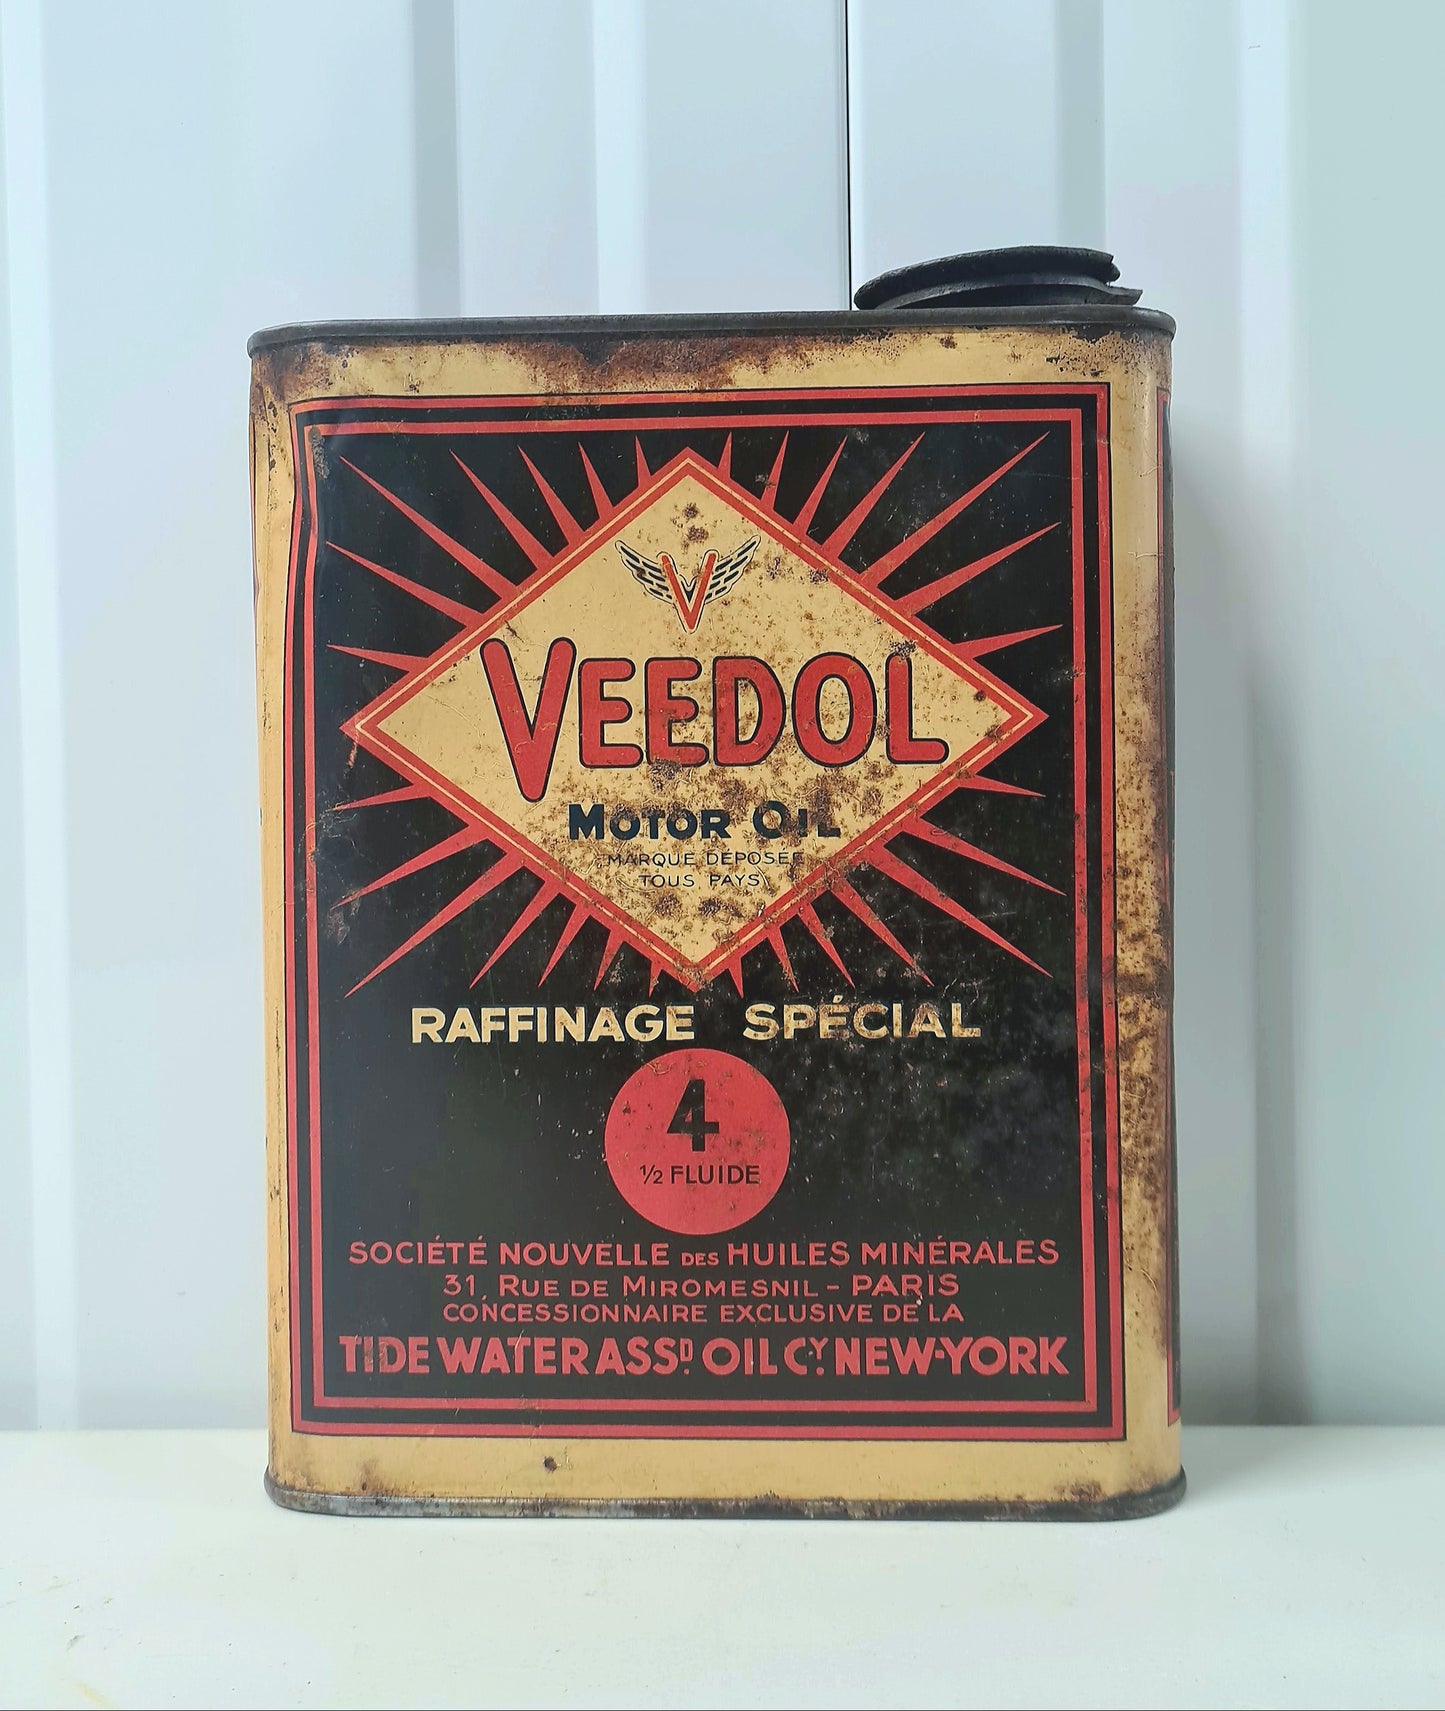 V
VEEDOL
MOTOR OIL
MARQUE DÉPOSÉE
TOUS PAYS
RAFFINAGE SPÉCIAL
4
½ FLUIDE
SOCIÉTÉ NOUVELLE DES HUILES MINÉRALES
31, RUE DE MIROMESNIL - PARIS
CONCESSIONNAIRE EXCLUSIVE DE LA
TIDE WATER ASSD. OIL CY. NEW-YORK